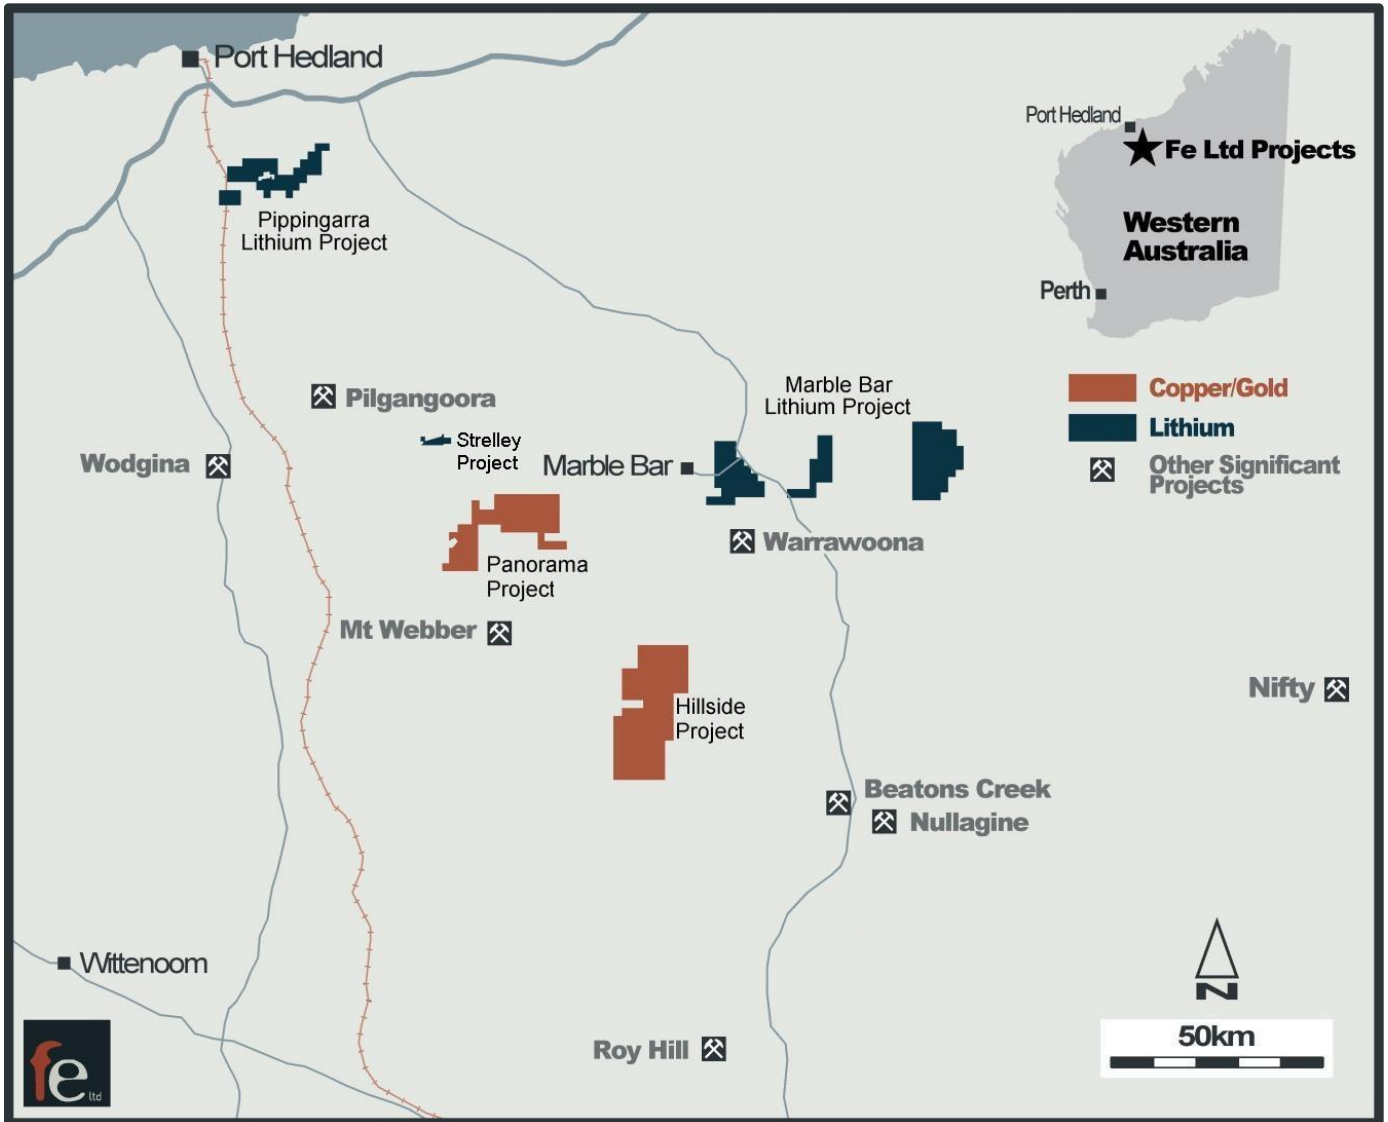 Port Hedland
Port Hedland
Fe Ltd Projects
Western
Australia
Perth
Pippingarra
Lithium Project
Copper/Gold
Lithium
Other Significant
Projects
Pilgangoora
Marble Bar
Lithium Project
Strelley
Project
Wodgina
Marble Bar
Warrawoona
Panorama
Project
Mt Webber
Hillside
Project
Nifty
Beatons Creek
Nullagine
Wittenoom
N
50km
Roy Hill
fe
ltd